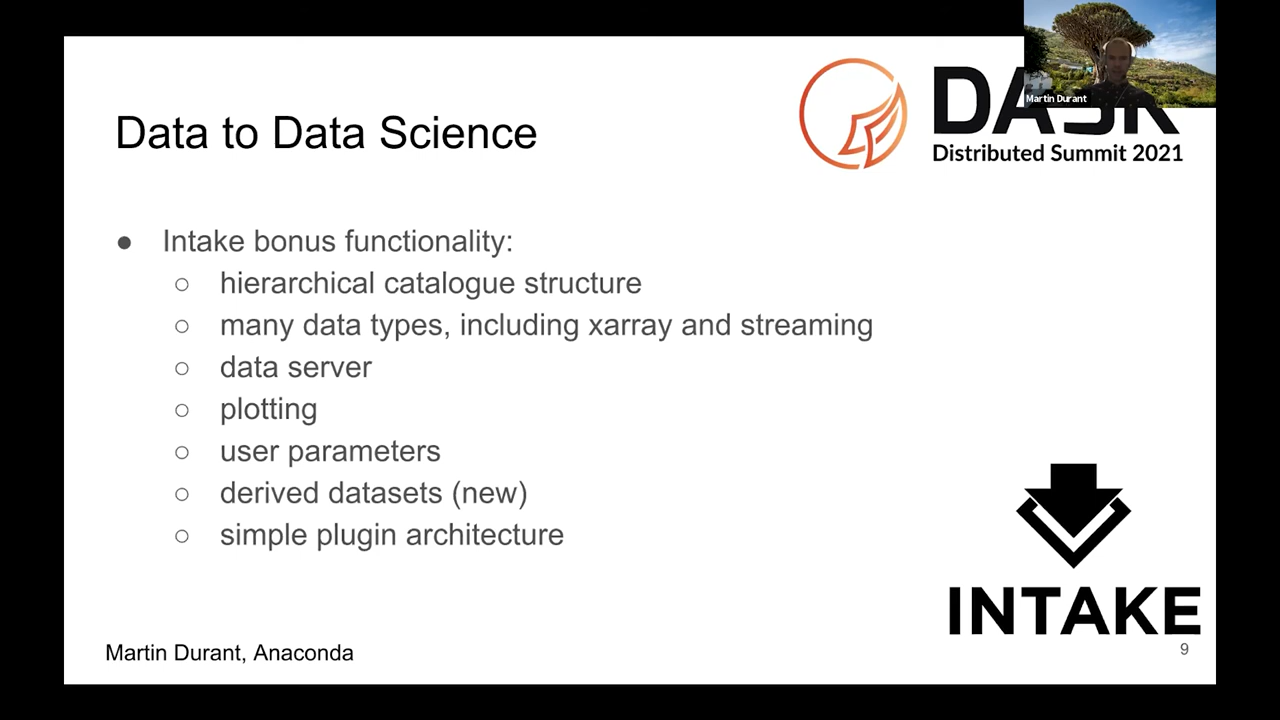 Martin Durant
DASK
Distributed Summit 2021
Data to Data Science
● Intake bonus functionality:
○ hierarchical catalogue structure
○ many data types, including xarray and streaming
○ data server
○ plotting
○ user parameters
○ derived datasets (new)
○ simple plugin architecture
INTAKE
Martin Durant, Anaconda
9